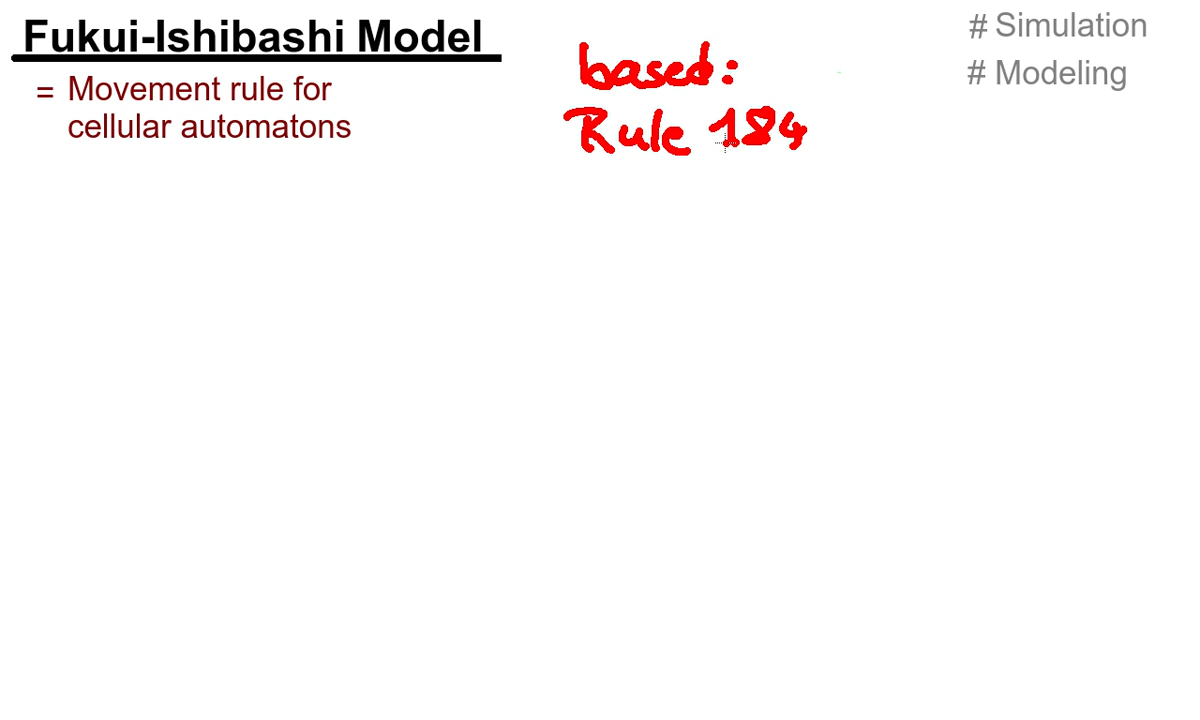 Fukui-Ishibashi Model
= Movement rule for
cellular automatons
based:
Rule 184
# Simulation
# Modeling